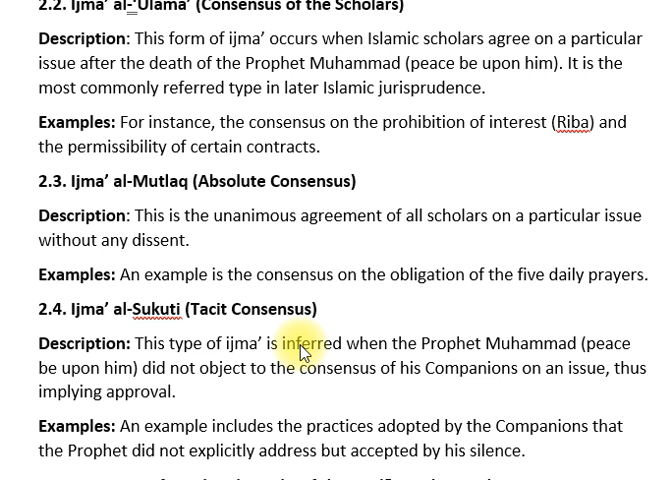 2.2. Ijma’ al-‘Ulama’ (Consensus of the Scholars)
Description: This form of ijma’ occurs when Islamic scholars agree on a particular
issue after the death of the Prophet Muhammad (peace be upon him). It is the
most commonly referred type in later Islamic jurisprudence.
Examples: For instance, the consensus on the prohibition of interest (Riba) and
the permissibility of certain contracts.
2.3. Ijma’ al-Mutlaq (Absolute Consensus)
Description: This is the unanimous agreement of all scholars on a particular issue
without any dissent.
Examples: An example is the consensus on the obligation of the five daily prayers.
2.4. Ijma’ al-Sukuti (Tacit Consensus)
Description: This type of ijma’ is inferred when the Prophet Muhammad (peace
be upon him) did not object to the consensus of his Companions on an issue, thus
implying approval.
Examples: An example includes the practices adopted by the Companions that
the Prophet did not explicitly address but accepted by his silence.